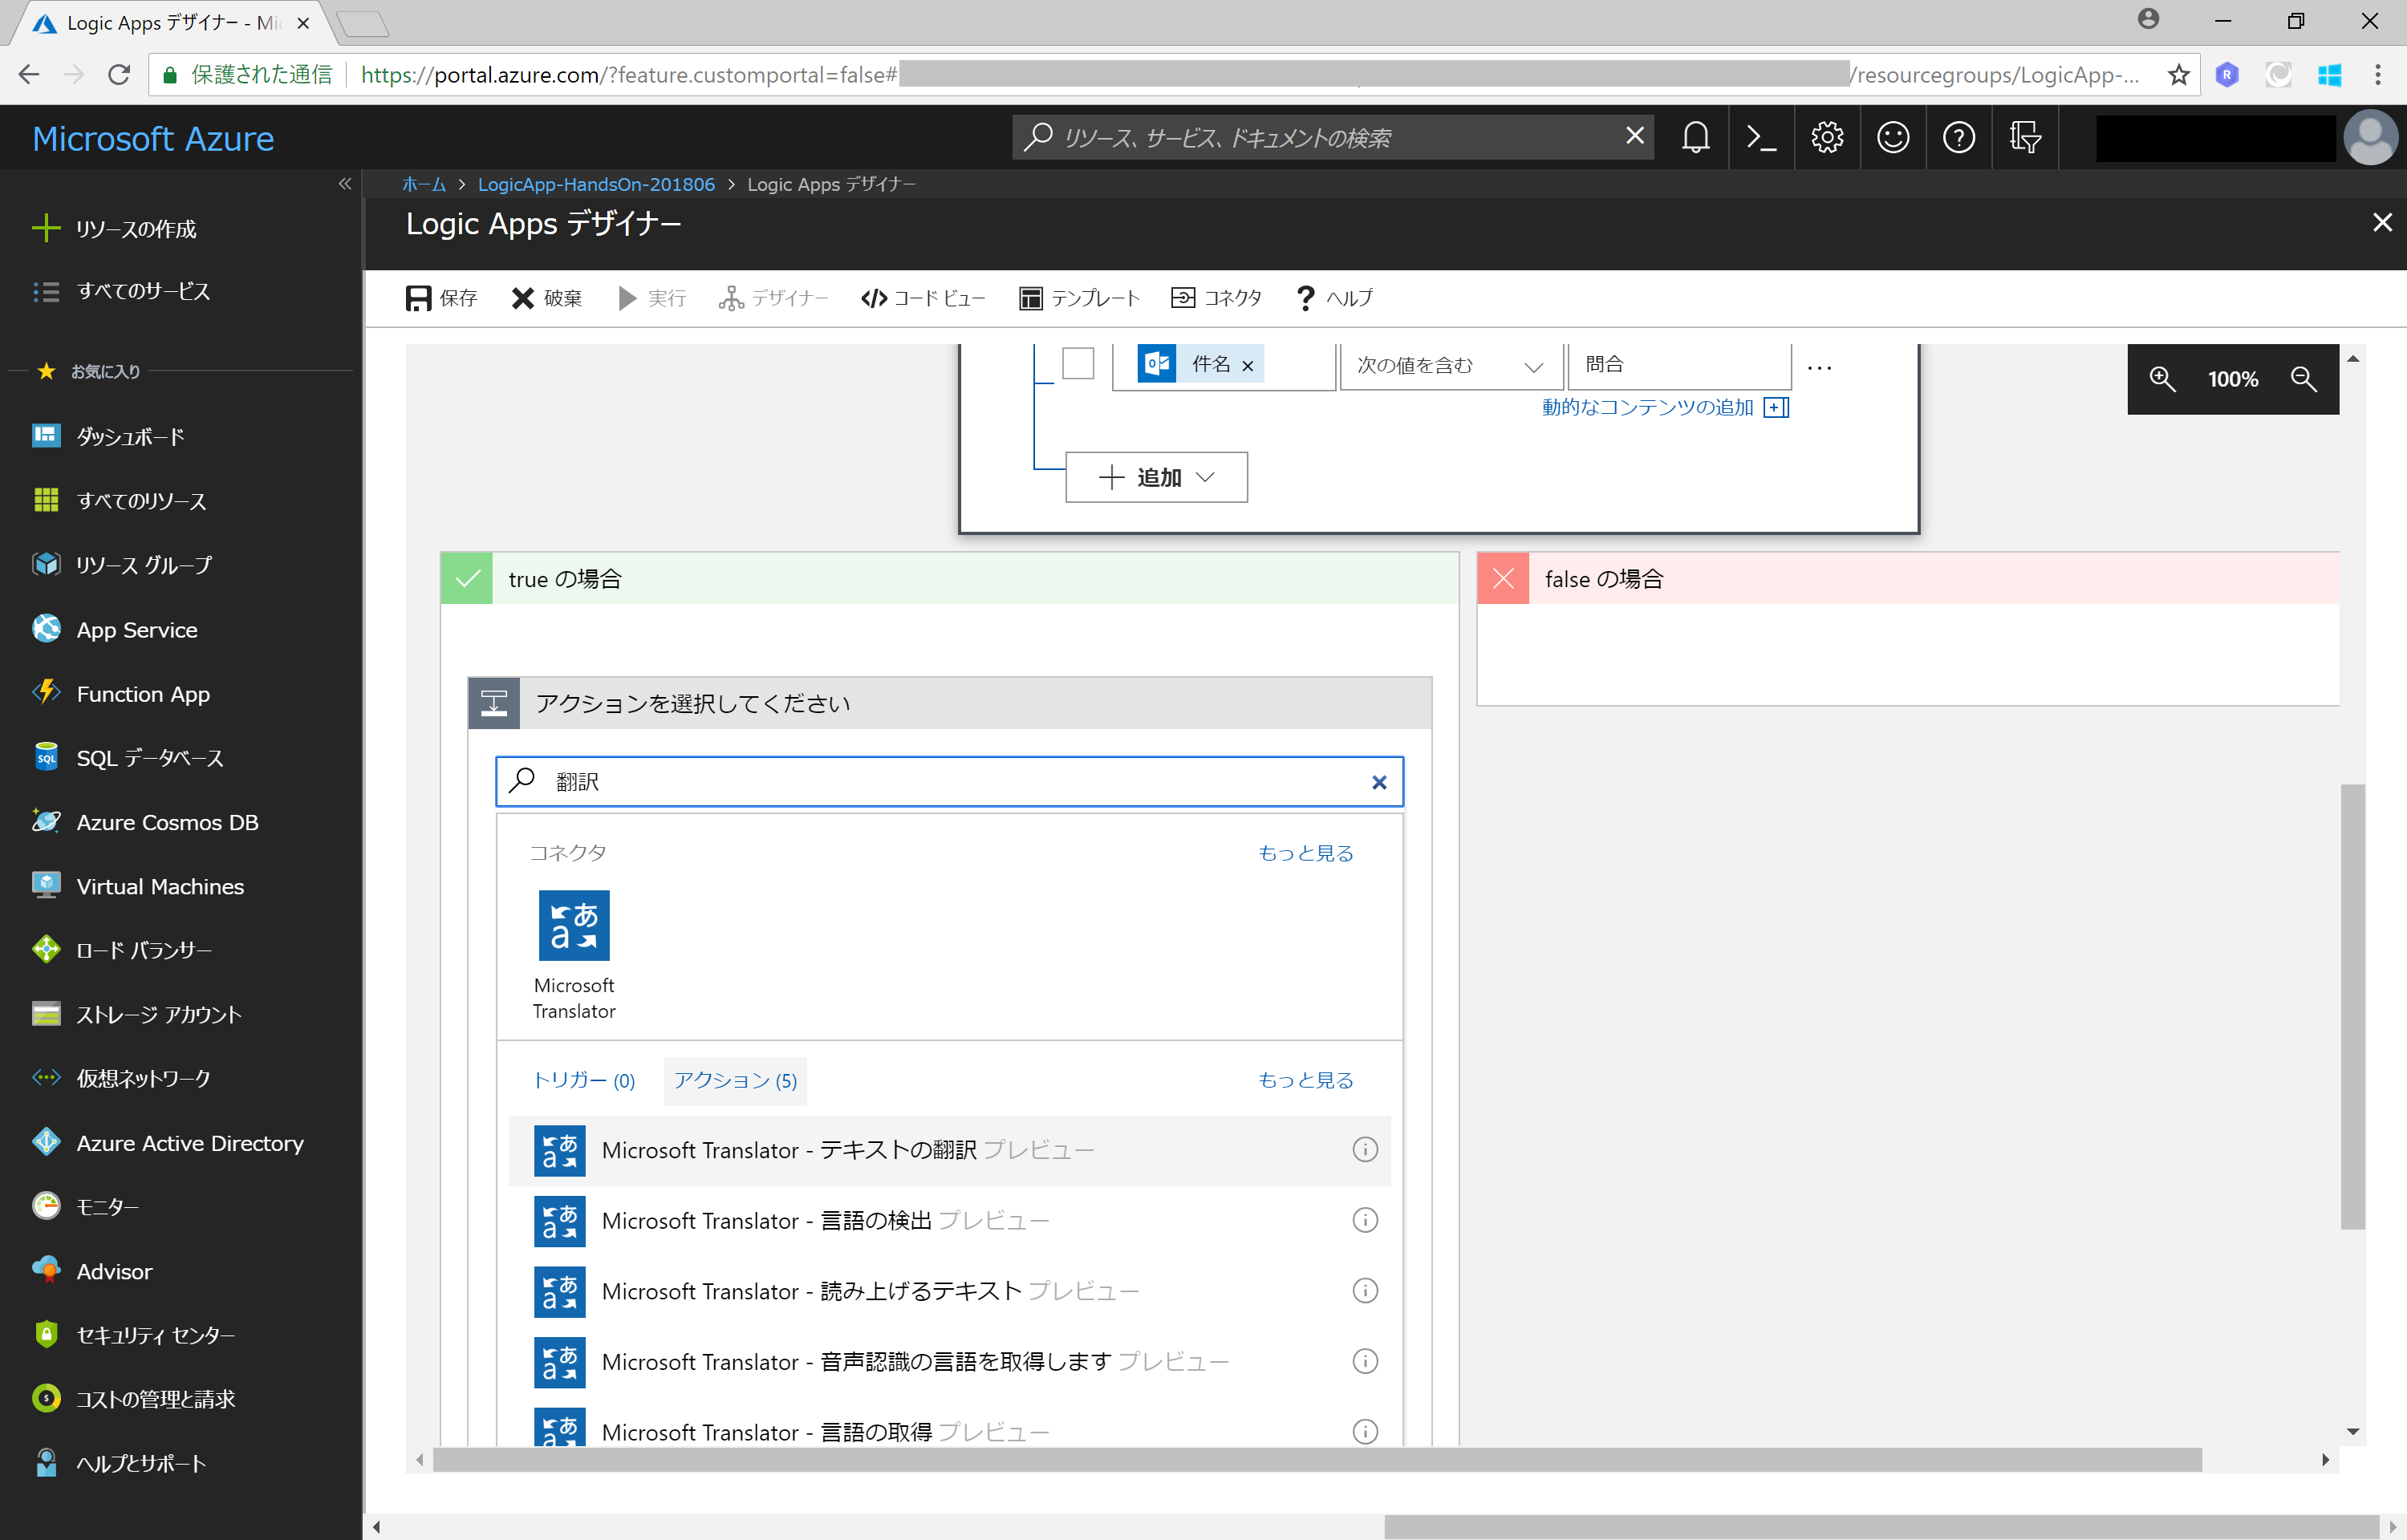 Logic Apps デザイナー - Mi
保護された通信
https://portal.azure.com/?feature.customportal=false#
/resourcegroups/LogicApp-...
Microsoft Azure
リソース、サービス、ドキュメントの検索
ホーム > LogicApp-HandsOn-201806 > Logic Apps デザイナー
Logic Apps デザイナー
保存 破棄 実行 デザイナー コード ビュー テンプレート コネクタ ヘルプ
リソースの作成
すべてのサービス
お気に入り
ダッシュボード
すべてのリソース
リソース グループ
App Service
Function App
SQL データベース
Azure Cosmos DB
Virtual Machines
ロード バランサー
ストレージ アカウント
仮想ネットワーク
Azure Active Directory
モニター
Advisor
セキュリティ センター
コストの管理と請求
ヘルプとサポート
件名 × 次の値を含む 問合 ...
動的なコンテンツの追加
100%
追加
true の場合
false の場合
アクションを選択してください
翻訳
コネクタ もっと見る
Microsoft
Translator
トリガー (0) アクション (5) もっと見る
Microsoft Translator - テキストの翻訳 プレビュー
Microsoft Translator - 言語の検出 プレビュー
Microsoft Translator - 読み上げるテキスト プレビュー
Microsoft Translator - 音声認識の言語を取得します プレビュー
Microsoft Translator - 言語の取得 プレビュー